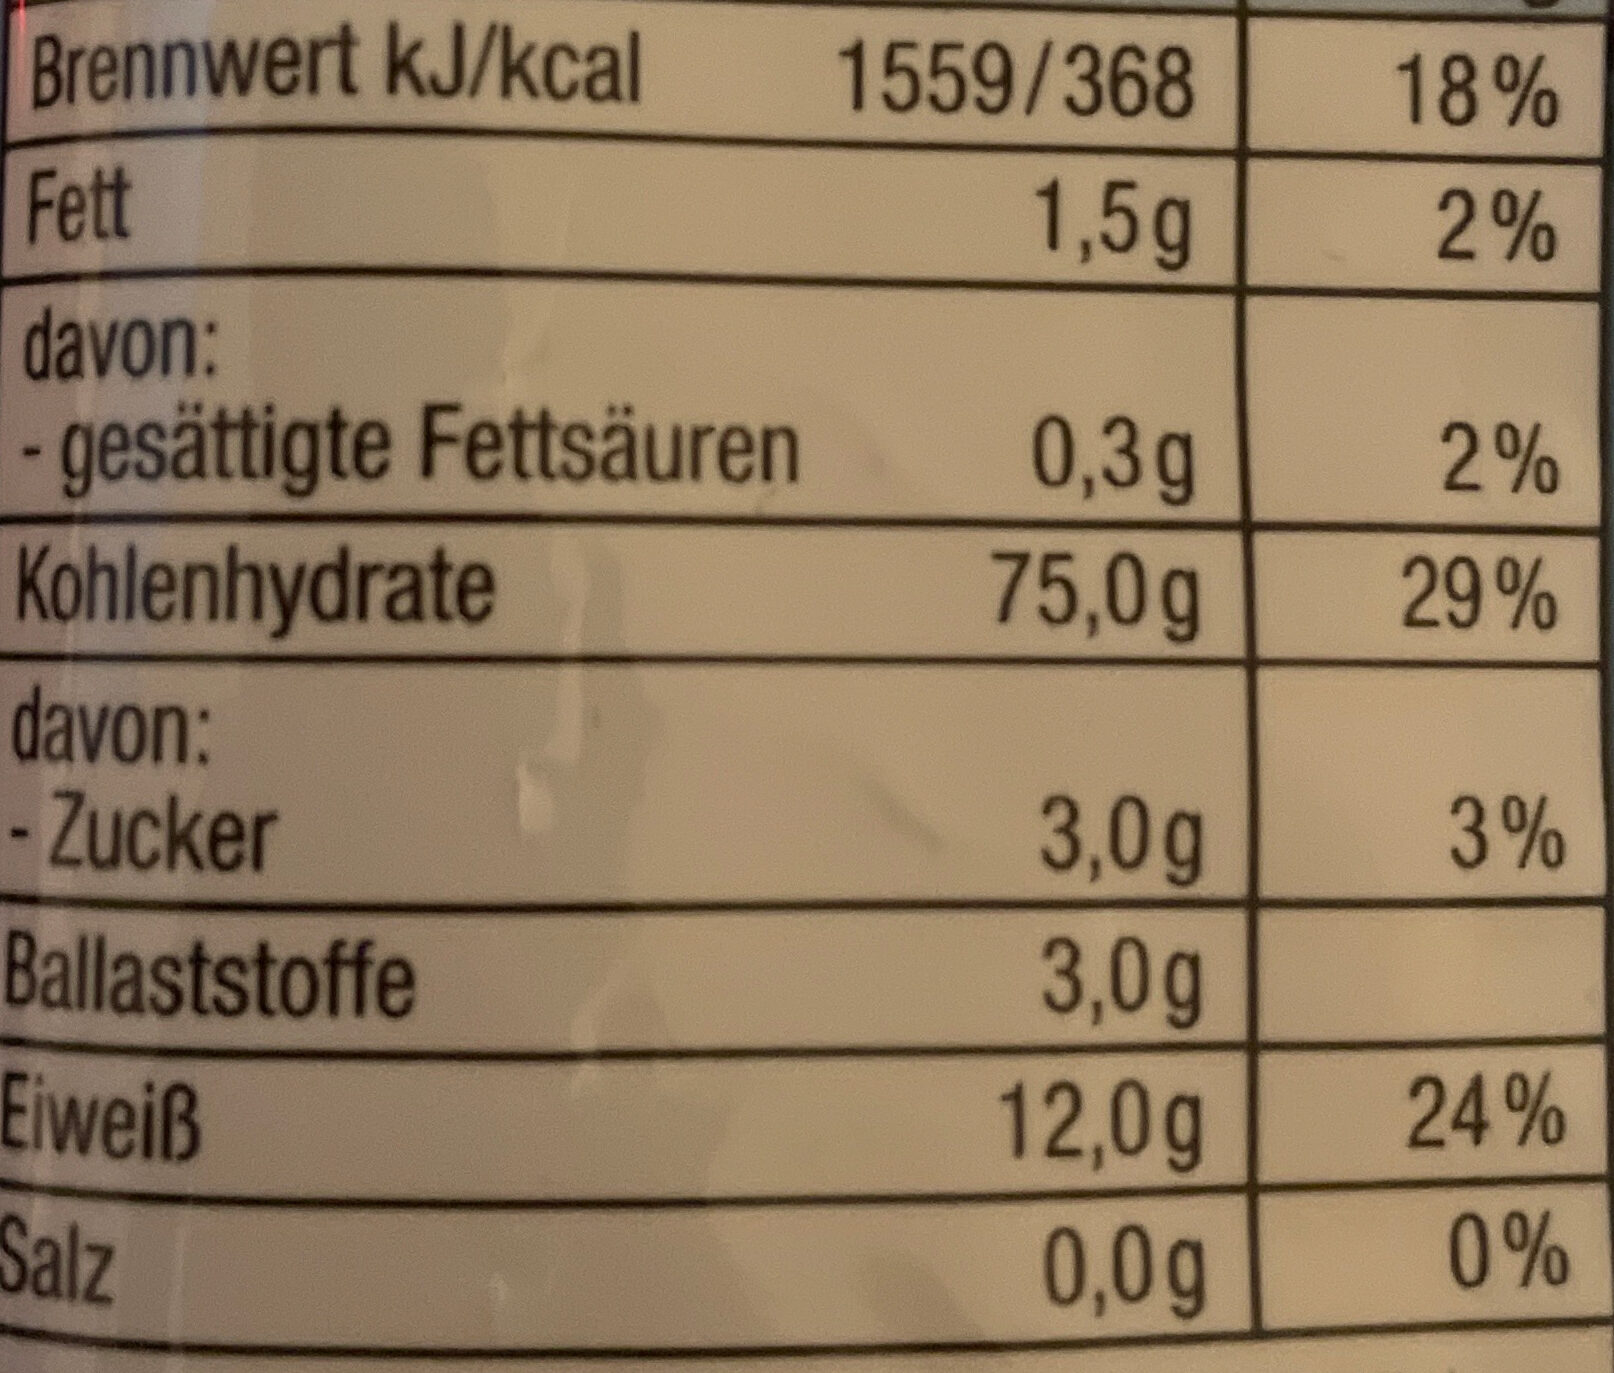 Brennwert kJ/kcal 1559/368 18%
Fett 1,5g 2%
davon:
- gesättigte Fettsäuren 0,3g 2%
Kohlenhydrate 75,0g 29%
davon:
- Zucker 3,0g 3%
Ballaststoffe 3,0g
Eiweiß 12,0g 24%
Salz 0,0g 0%